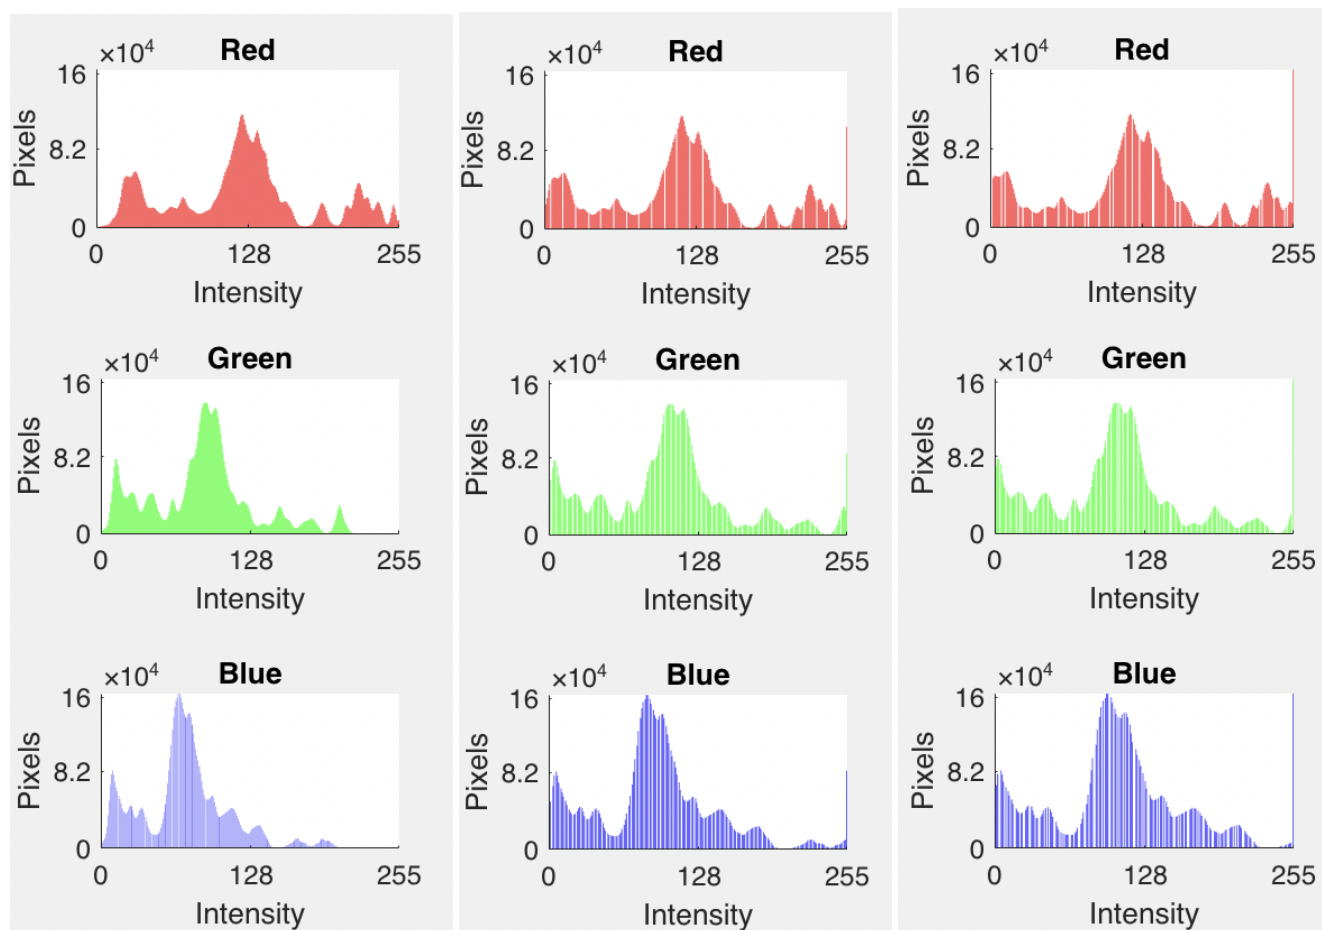 Red
×10⁴
16
8.2
0
Pixels
0 128 255
Intensity
Red
×10⁴
16
8.2
0
Pixels
0 128 255
Intensity
Red
×10⁴
16
8.2
0
Pixels
0 128 255
Intensity
Green
×10⁴
16
8.2
0
Pixels
0 128 255
Intensity
Green
×10⁴
16
8.2
0
Pixels
0 128 255
Intensity
Green
×10⁴
16
8.2
0
Pixels
0 128 255
Intensity
Blue
×10⁴
16
8.2
0
Pixels
0 128 255
Intensity
Blue
×10⁴
16
8.2
0
Pixels
0 128 255
Intensity
Blue
×10⁴
16
8.2
0
Pixels
0 128 255
Intensity